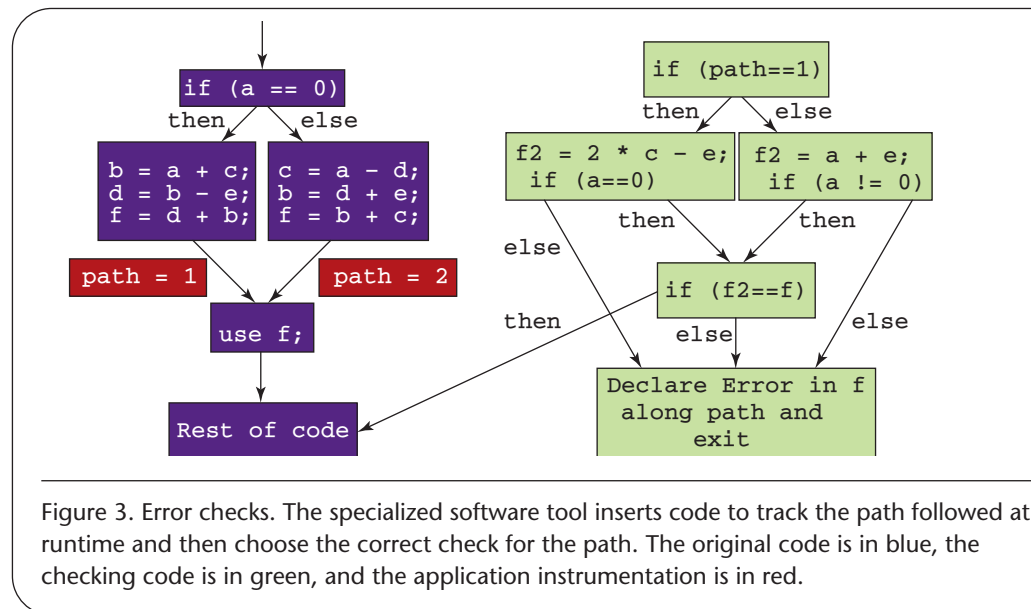 if (a == 0)
then
else
b = a + c;
d = b - e;
f = d + b;
c = a - d;
b = d + e;
f = b + c;
path = 1
path = 2
use f;
Rest of code
if (path==1)
then
else
f2 = 2 * c - e;
if (a==0)
f2 = a + e;
if (a != 0)
else
then
then
if (f2==f)
then
else
else
Declare Error in f
along path and
exit
Figure 3. Error checks. The specialized software tool inserts code to track the path followed at
runtime and then choose the correct check for the path. The original code is in blue, the
checking code is in green, and the application instrumentation is in red.